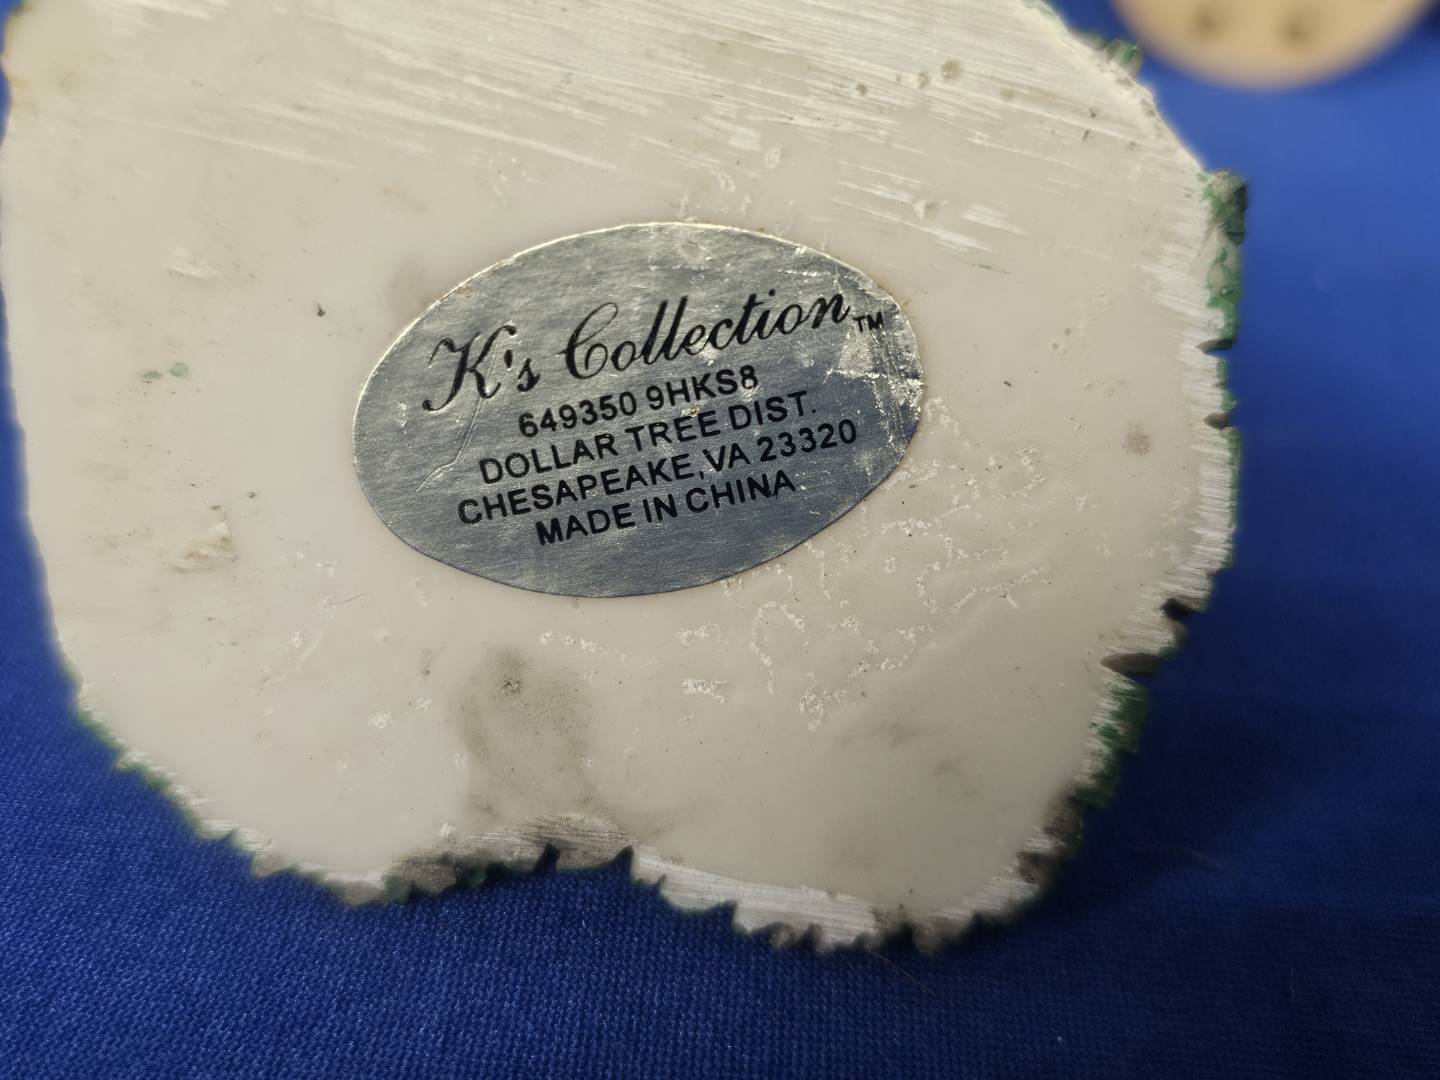 K's Collection™
649350 9HKS8
DOLLAR TREE DIST.
CHESAPEAKE, VA 23320
MADE IN CHINA